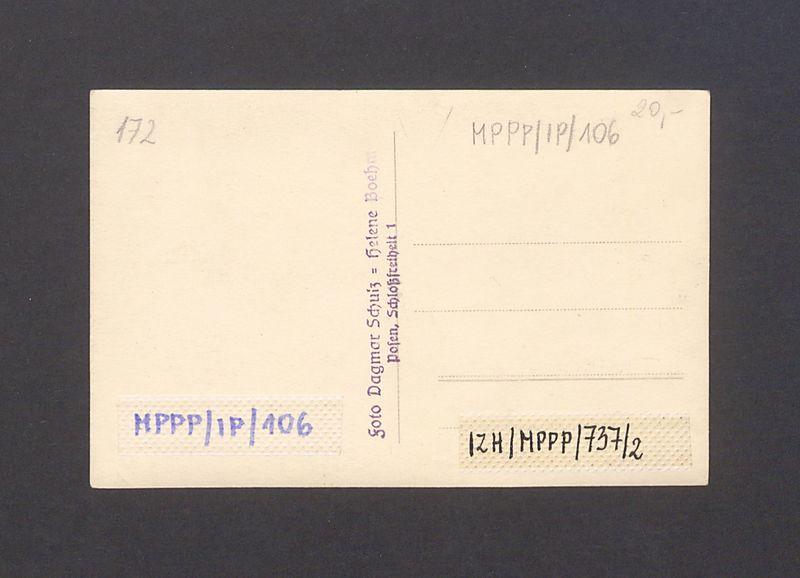 172
MPPP/IP/106
20,-
Foto Dagmar Schulz = Helene Boehm
Posen, Schloßfreiheit 1
MPPP/IP/106
IZH/MPPP/737/2